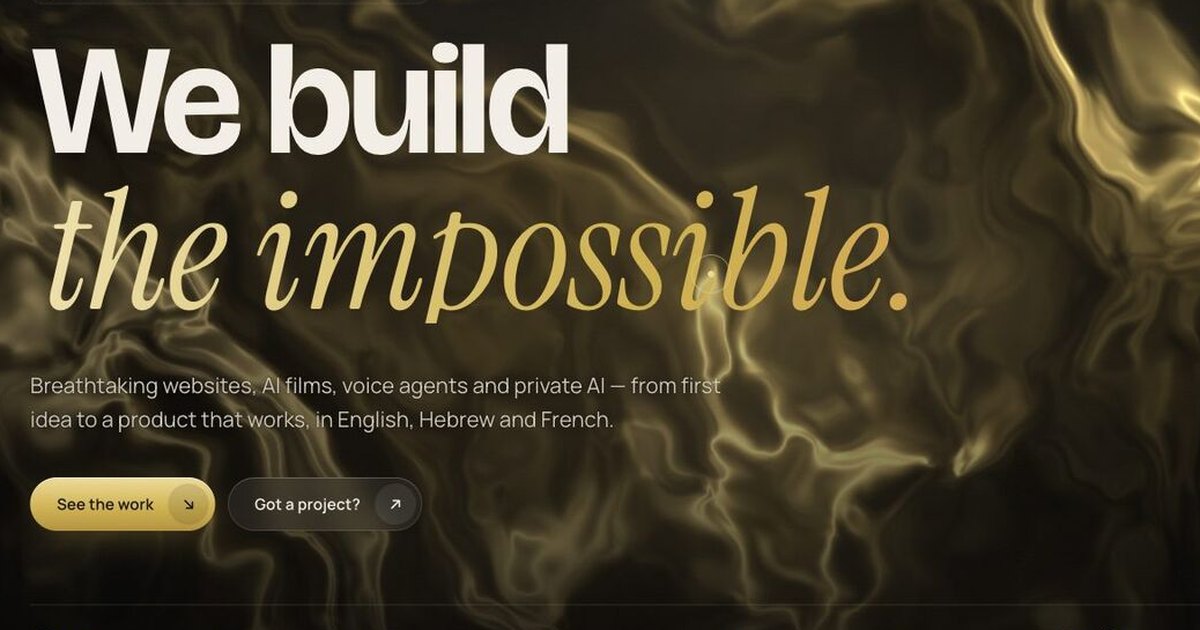 We build
the impossible.
Breathtaking websites, AI films, voice agents and private AI — from first
idea to a product that works, in English, Hebrew and French.
See the work
Got a project?